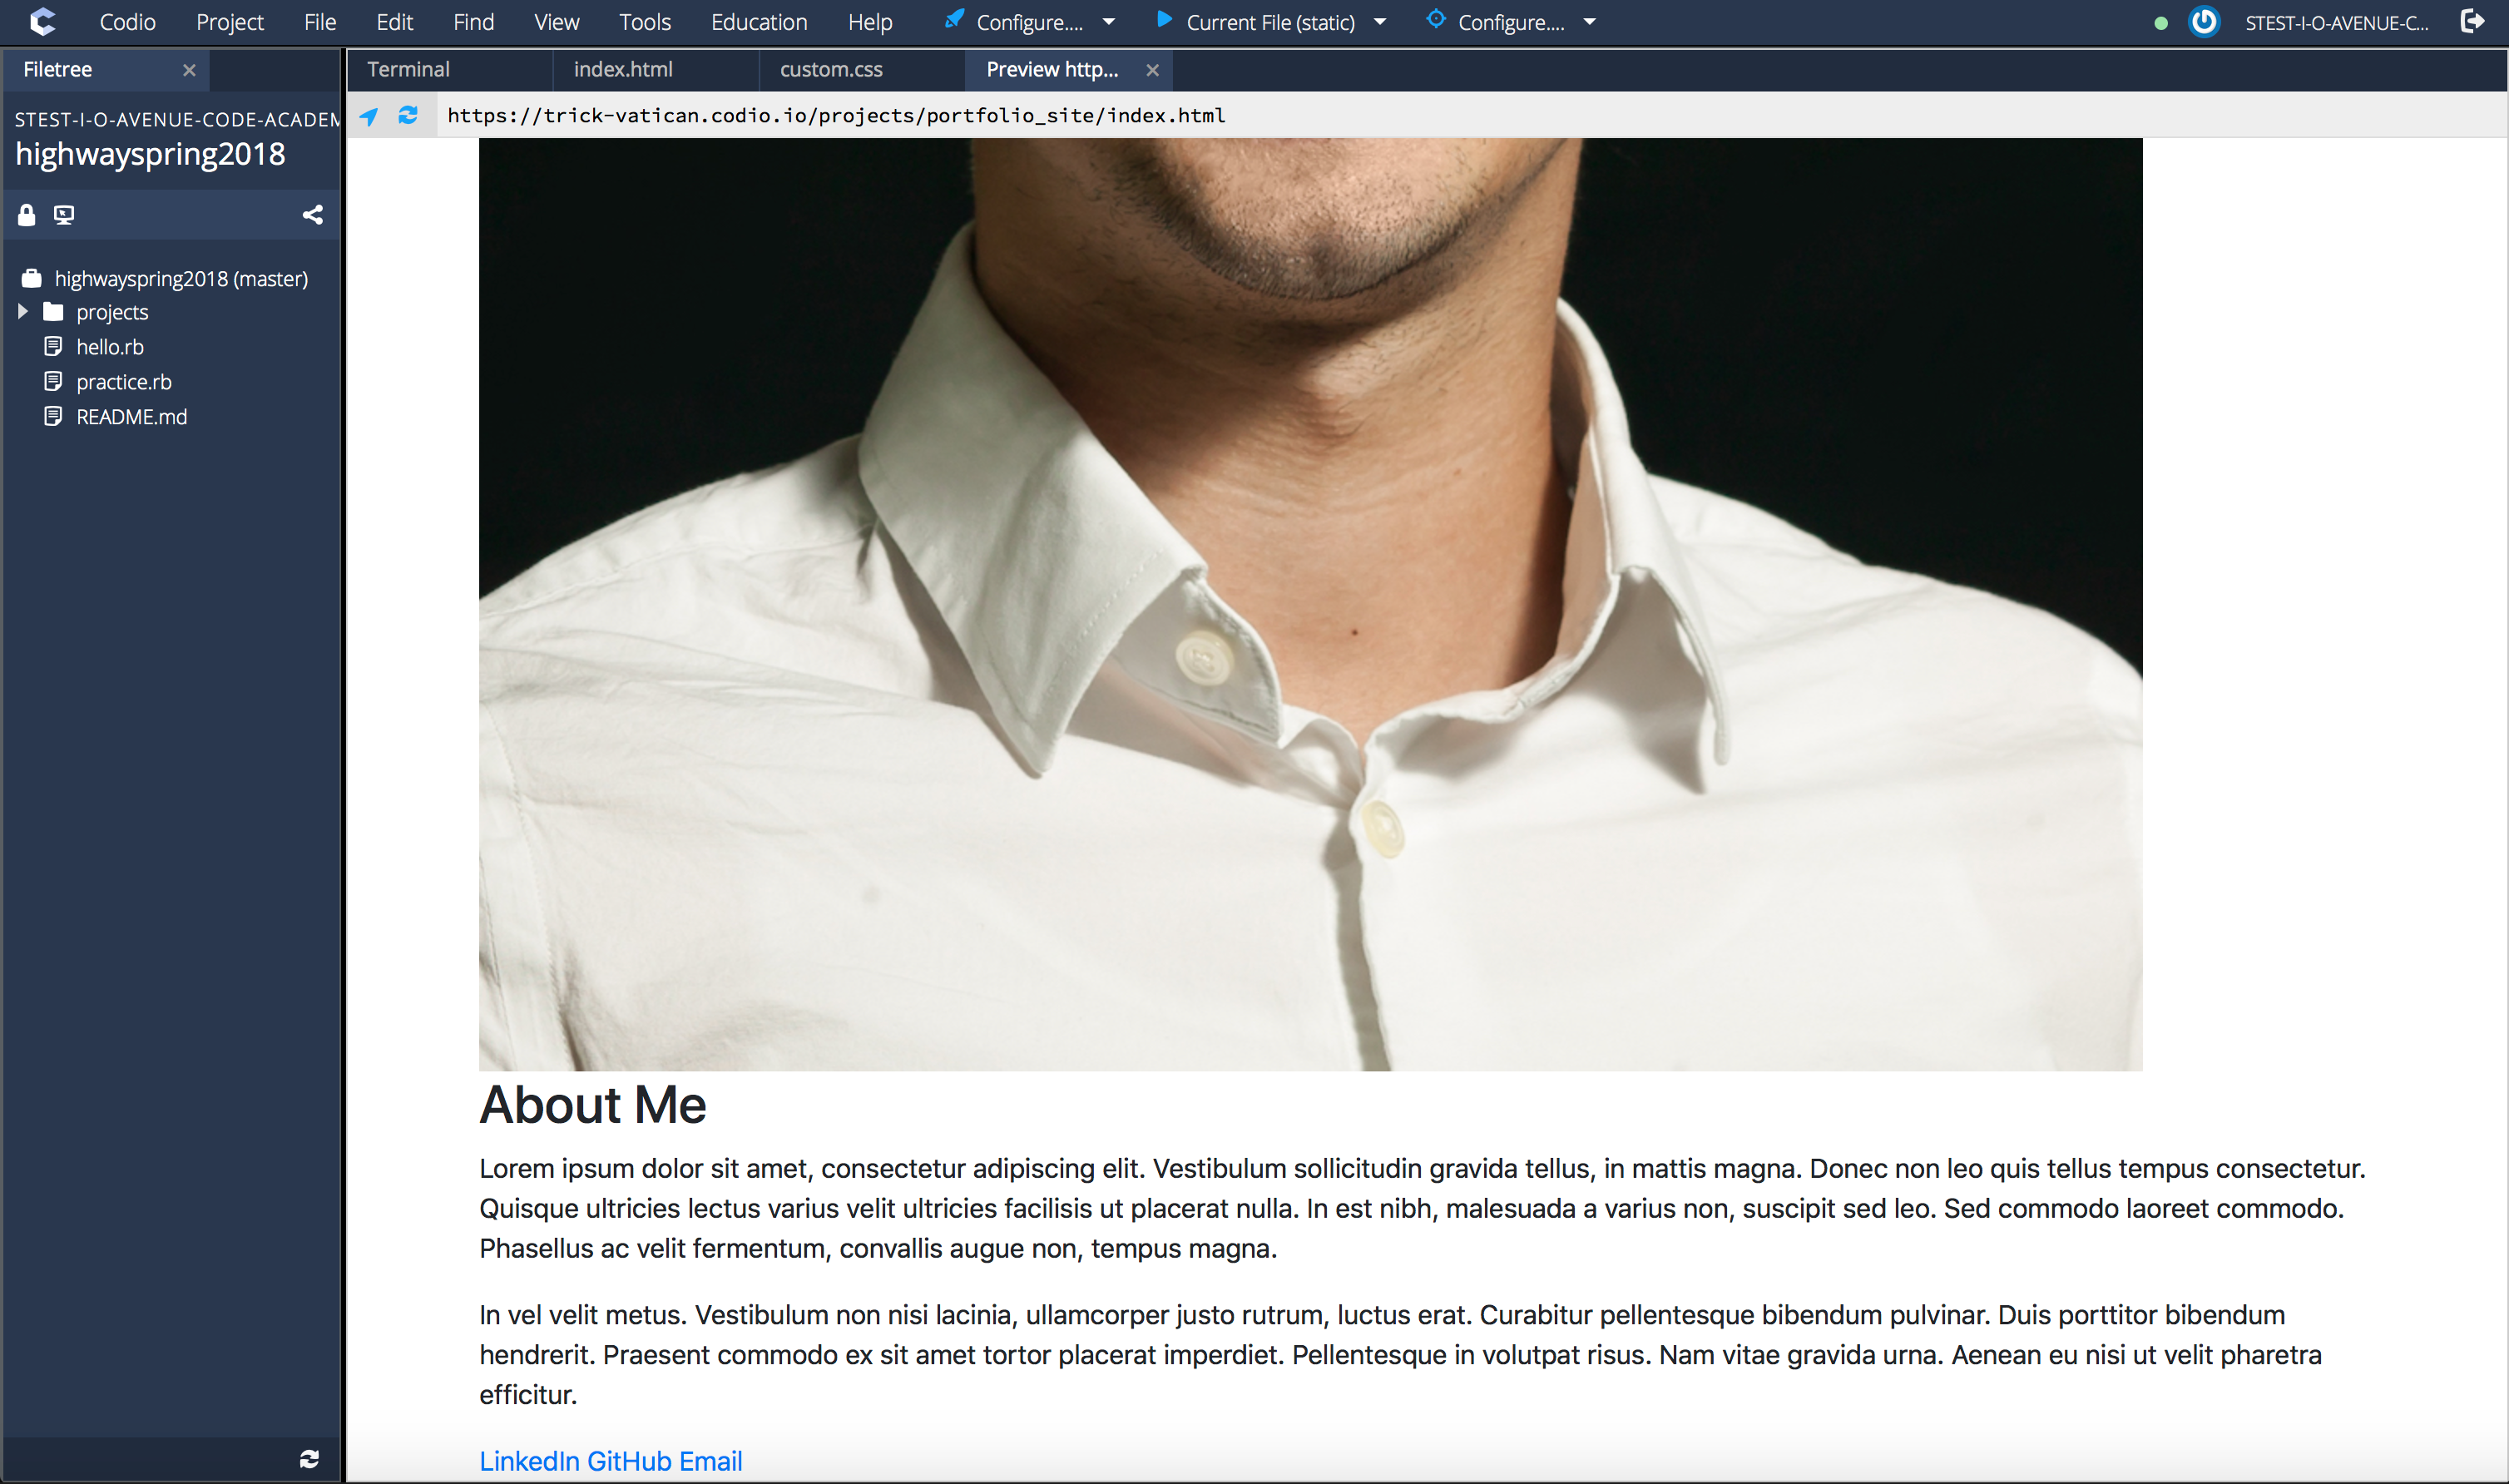 Codio Project File Edit Find View Tools Education Help Configure.... Current File (static) Configure.... STEST-I-O-AVENUE-C...
Filetree Terminal index.html custom.css Preview http...
https://trick-vatican.codio.io/projects/portfolio_site/index.html
STEST-I-O-AVENUE-CODE-ACADEM
highwayspring2018
highwayspring2018 (master)
projects
hello.rb
practice.rb
README.md
About Me
Lorem ipsum dolor sit amet, consectetur adipiscing elit. Vestibulum sollicitudin gravida tellus, in mattis magna. Donec non leo quis tellus tempus consectetur.
Quisque ultricies lectus varius velit ultricies facilisis ut placerat nulla. In est nibh, malesuada a varius non, suscipit sed leo. Sed commodo laoreet commodo.
Phasellus ac velit fermentum, convallis augue non, tempus magna.
In vel velit metus. Vestibulum non nisi lacinia, ullamcorper justo rutrum, luctus erat. Curabitur pellentesque bibendum pulvinar. Duis porttitor bibendum
hendrerit. Praesent commodo ex sit amet tortor placerat imperdiet. Pellentesque in volutpat risus. Nam vitae gravida urna. Aenean eu nisi ut velit pharetra
efficitur.
LinkedIn GitHub Email